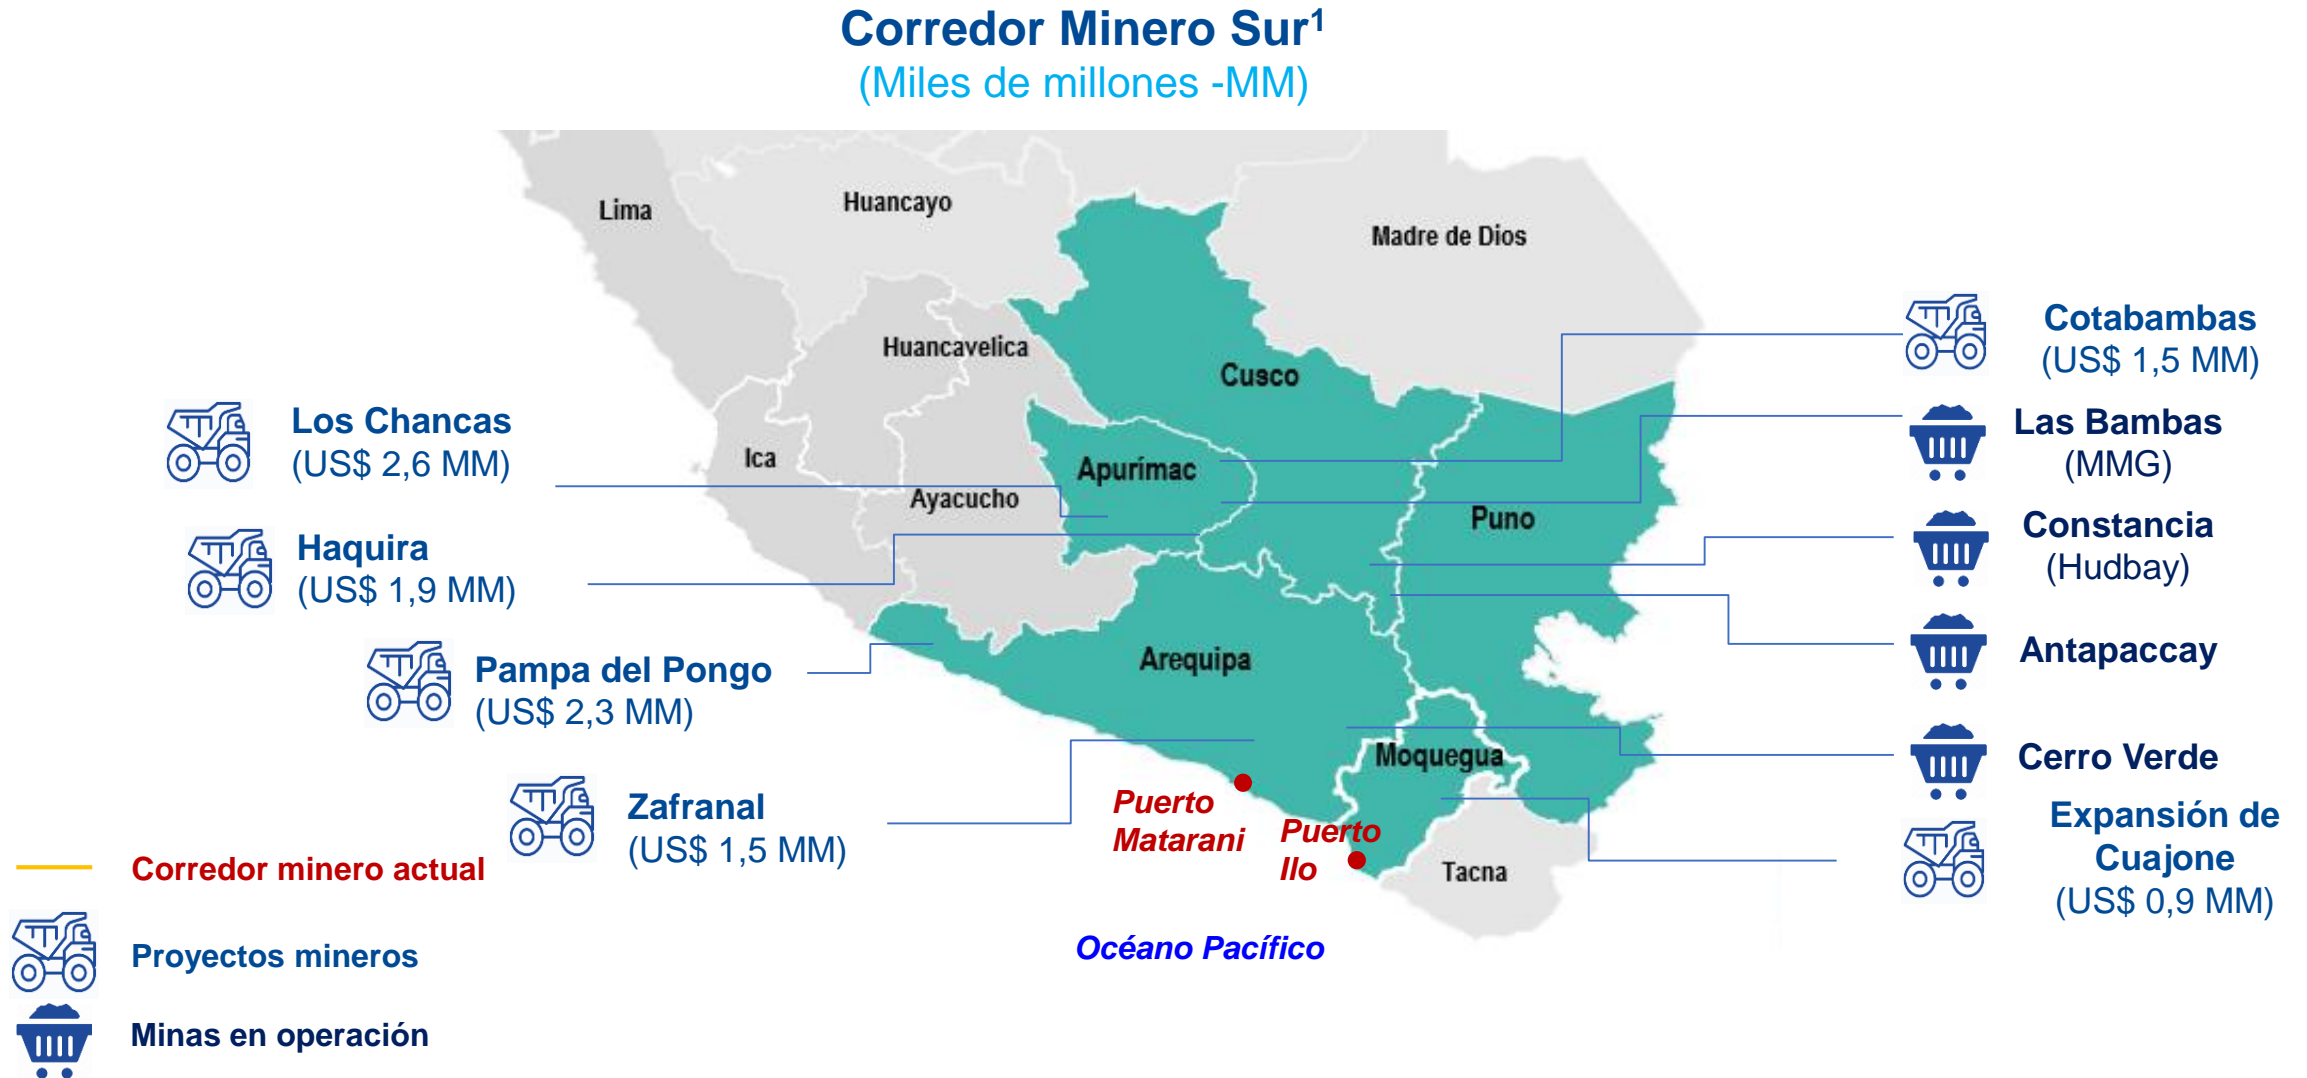 Corredor Minero Sur¹
(Miles de millones -MM)
Lima
Huancayo
Madre de Dios
Huancavelica
Cusco
Ica
Apurímac
Ayacucho
Puno
Arequipa
Moquegua
Tacna
Puerto
Matarani
Puerto
Ilo
Océano Pacífico
Los Chancas
(US$ 2,6 MM)
Haquira
(US$ 1,9 MM)
Pampa del Pongo
(US$ 2,3 MM)
Zafranal
(US$ 1,5 MM)
Cotabambas
(US$ 1,5 MM)
Las Bambas
(MMG)
Constancia
(Hudbay)
Antapaccay
Cerro Verde
Expansión de
Cuajone
(US$ 0,9 MM)
Corredor minero actual
Proyectos mineros
Minas en operación